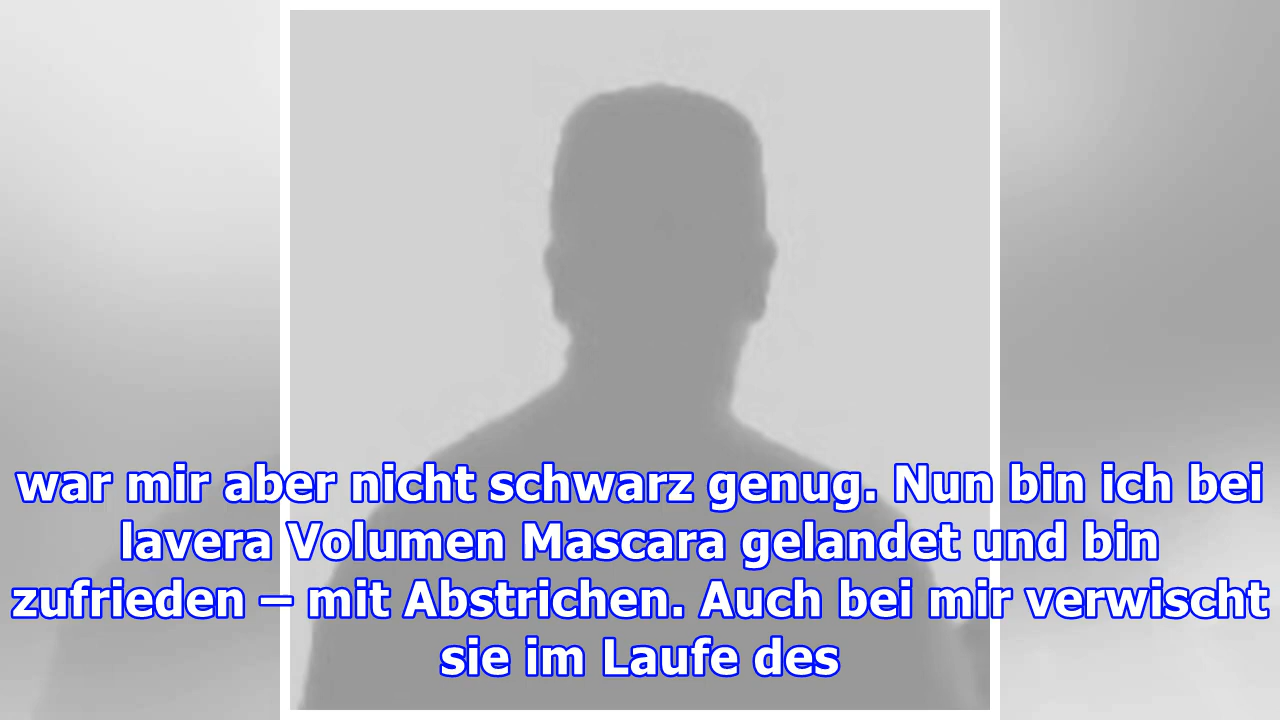 war mir aber nicht schwarz genug. Nun bin ich bei
lavera Volumen Mascara gelandet und bin
zufrieden – mit Abstrichen. Auch bei mir verwischt
sie im Laufe des